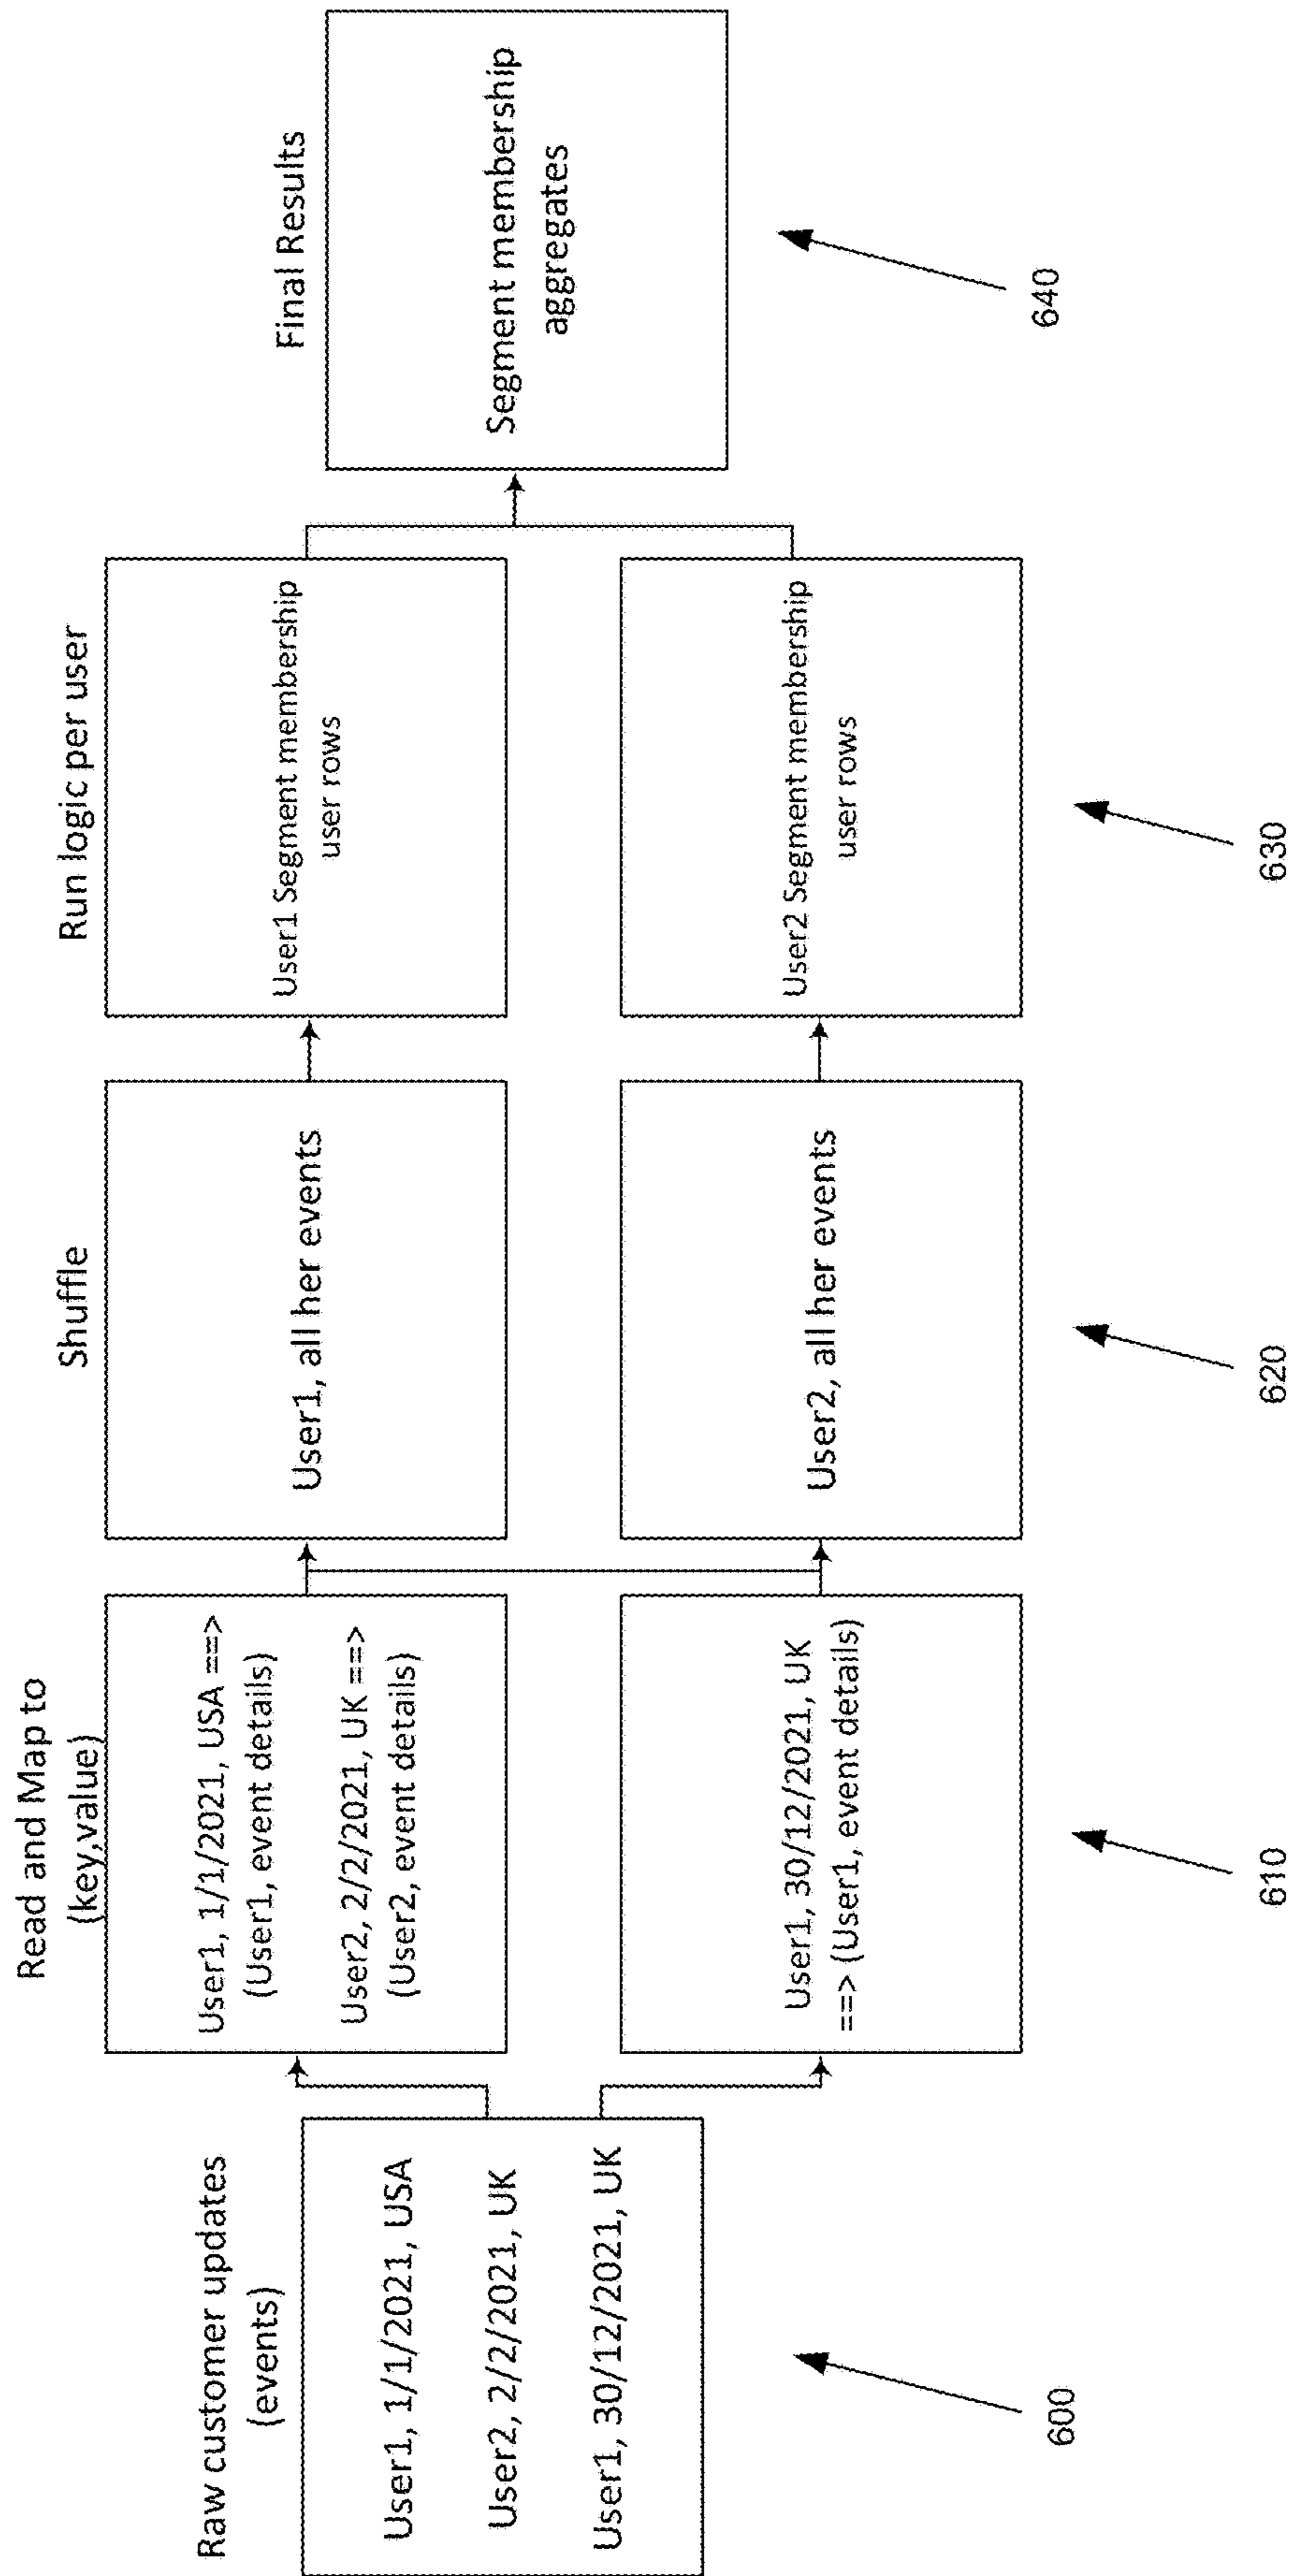 Raw customer updates
(events)
User1, 1/1/2021, USA
User2, 2/2/2021, UK
User1, 30/12/2021, UK
600
Read and Map to
(key,value)
User1, 1/1/2021, USA ==>
(User1, event details)
User2, 2/2/2021, UK ==>
(User2, event details)
User1, 30/12/2021, UK
==> (User1, event details)
610
Shuffle
User1, all her events
User2, all her events
620
Run logic per user
User1 Segment membership
user rows
User2 Segment membership
user rows
630
Final Results
Segment membership
aggregates
640